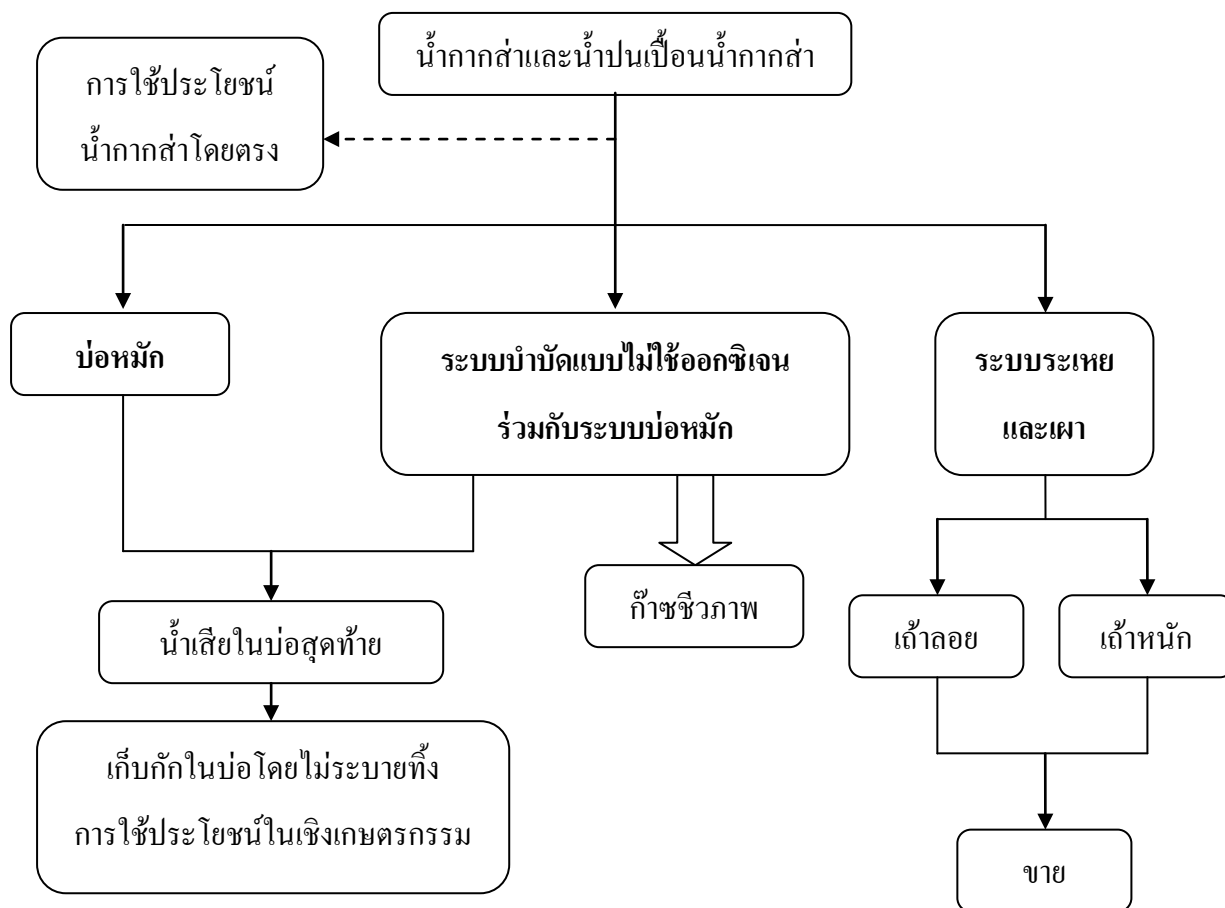 น้ำกากส่าและน้ำปนเปื้อนน้ำกากส่า
การใช้ประโยชน์
น้ำกากส่าโดยตรง
บ่อหมัก
ระบบบำบัดแบบไม่ใช้ออกซิเจน
ร่วมกับระบบบ่อหมัก
ระบบระเหย
และเผา
ก๊าซชีวภาพ
น้ำเสียในบ่อสุดท้าย
เถ้าลอย
เถ้าหนัก
เก็บกักในบ่อโดยไม่ระบายทิ้ง
การใช้ประโยชน์ในเชิงเกษตรกรรม
ขาย